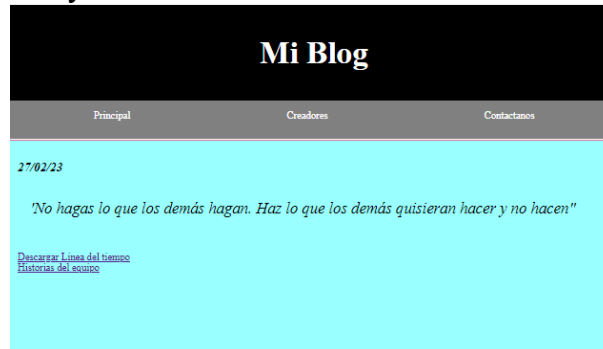 Mi Blog
Principal Creadores Contactanos
27/02/23
'No hagas lo que los demás hagan. Haz lo que los demás quisieran hacer y no hacen"
Descargar Linea del tiempo
Historias del equipo